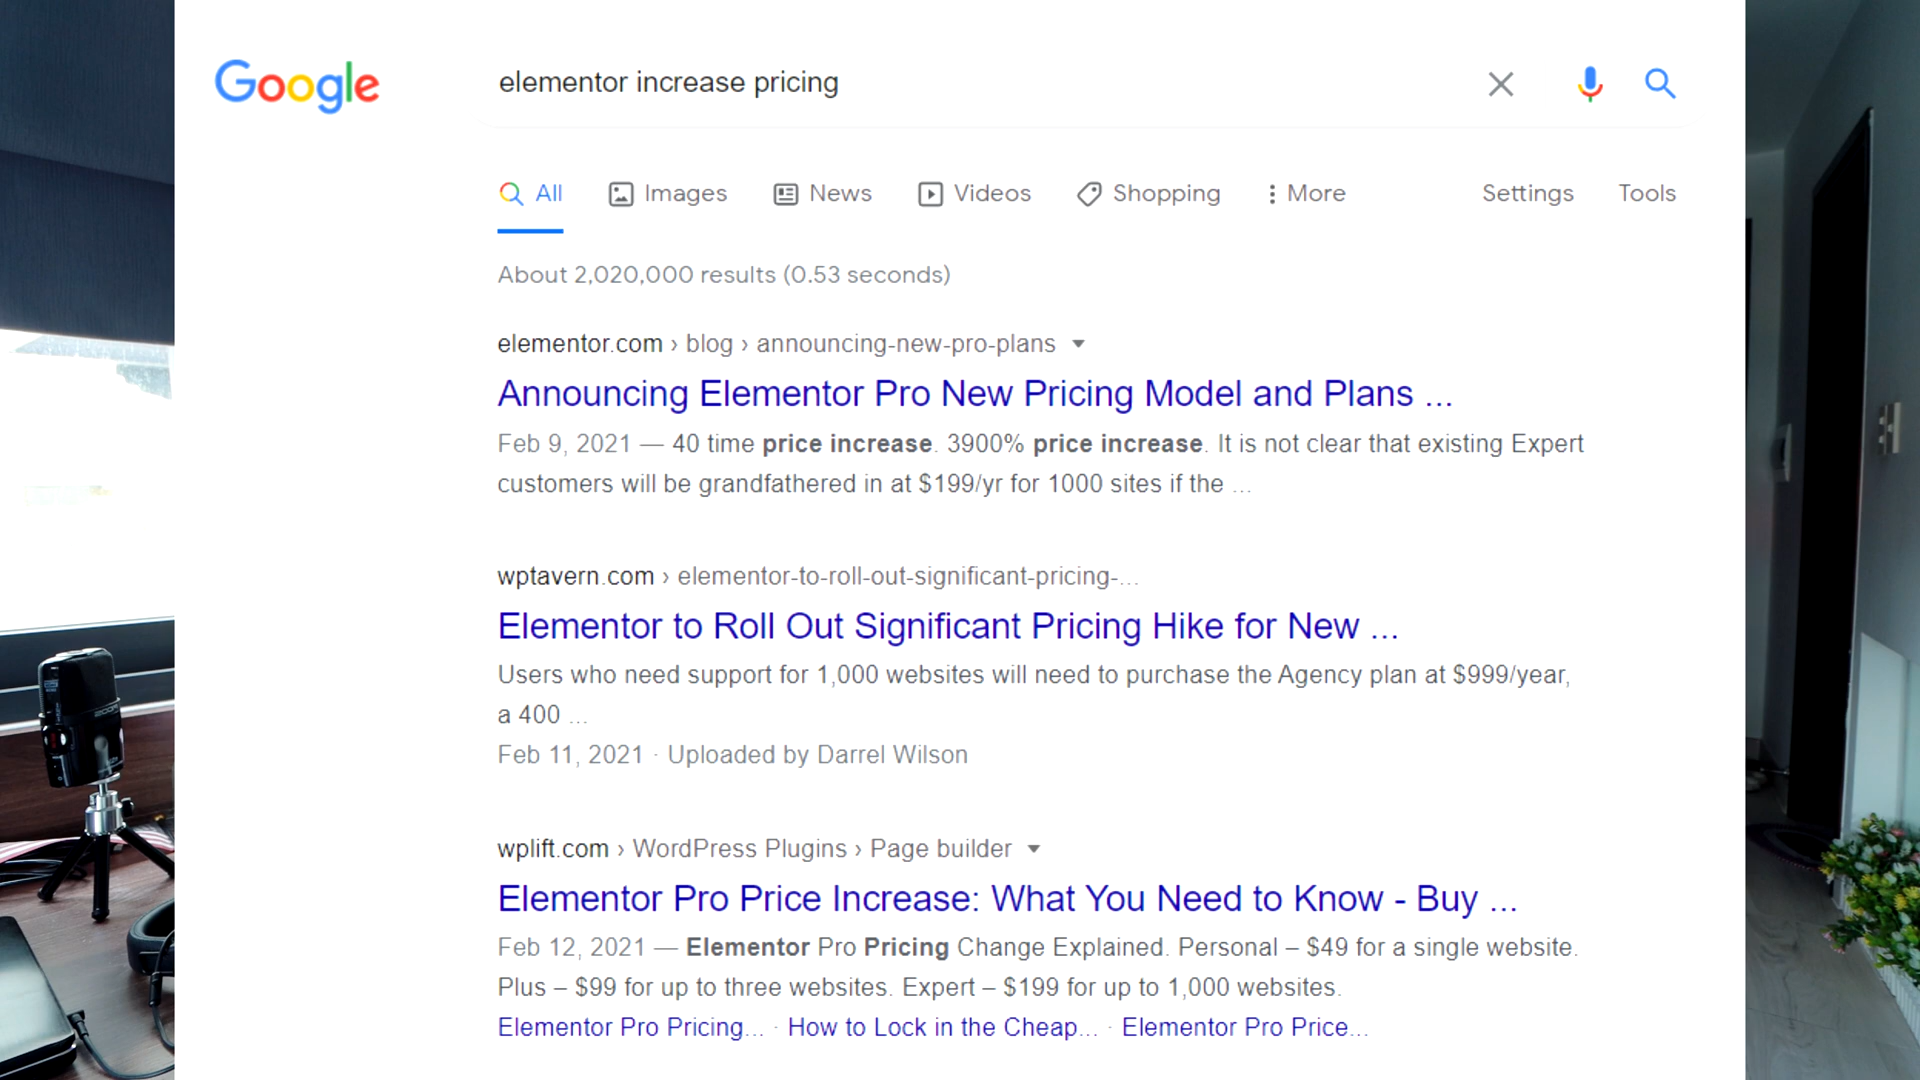 Google
elementor increase pricing
All Images News Videos Shopping More Settings Tools
About 2,020,000 results (0.53 seconds)
elementor.com › blog › announcing-new-pro-plans
Announcing Elementor Pro New Pricing Model and Plans ...
Feb 9, 2021 — 40 time price increase. 3900% price increase. It is not clear that existing Expert
customers will be grandfathered in at $199/yr for 1000 sites if the ...
wptavern.com › elementor-to-roll-out-significant-pricing-...
Elementor to Roll Out Significant Pricing Hike for New ...
Users who need support for 1,000 websites will need to purchase the Agency plan at $999/year,
a 400 ...
Feb 11, 2021 · Uploaded by Darrel Wilson
wplift.com › WordPress Plugins › Page builder
Elementor Pro Price Increase: What You Need to Know - Buy ...
Feb 12, 2021 — Elementor Pro Pricing Change Explained. Personal – $49 for a single website.
Plus – $99 for up to three websites. Expert – $199 for up to 1,000 websites.
Elementor Pro Pricing... · How to Lock in the Cheap... · Elementor Pro Price...